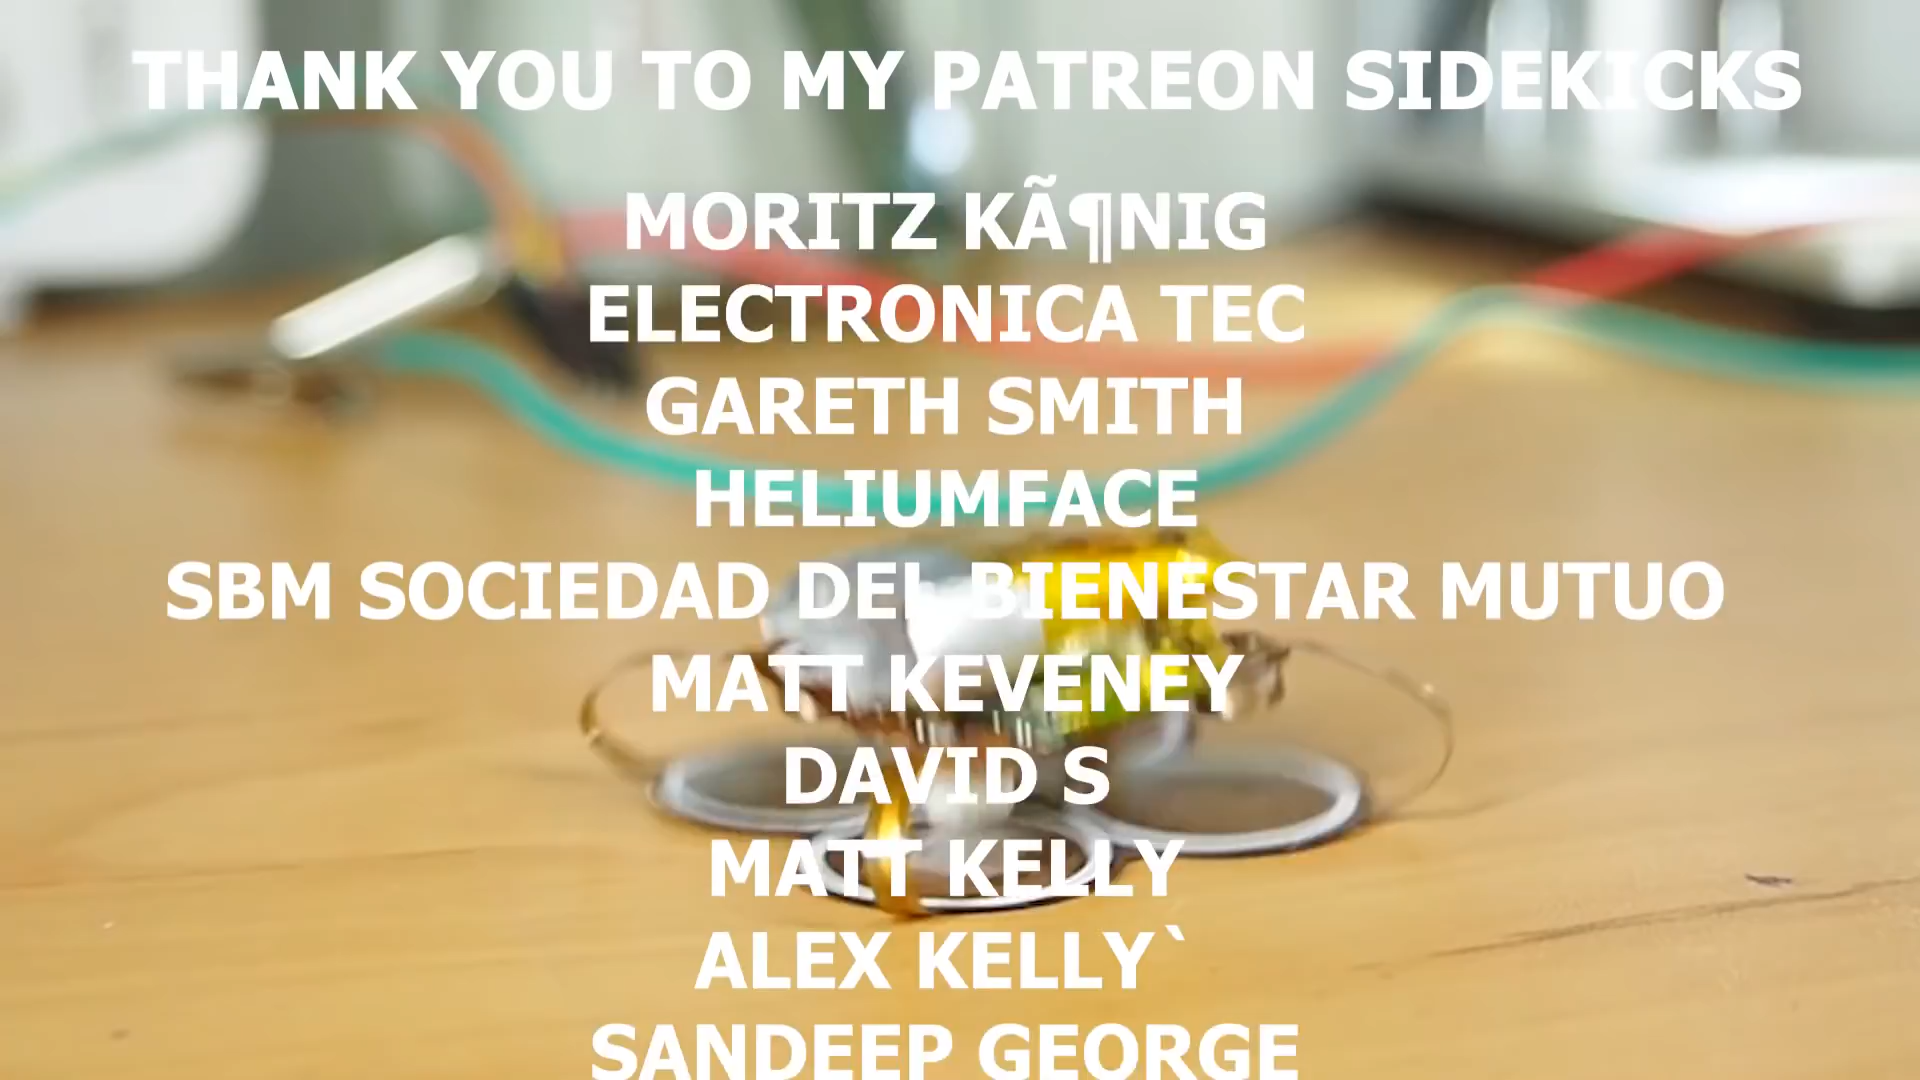 THANK YOU TO MY PATREON SIDEKICKS
MORITZ KÃ¶NIG
ELECTRONICA TEC
GARETH SMITH
HELIUMFACE
SBM SOCIEDAD DEL BIENESTAR MUTUO
MATT KEVENEY
DAVID S
MATT KELLY
ALEX KELLY`
SANDEEP GEORGE